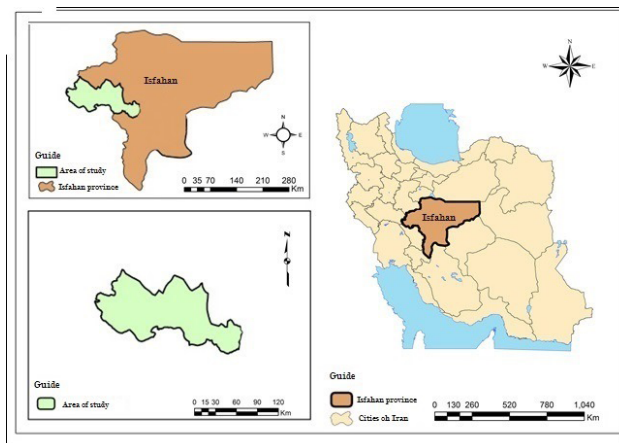 Isfahan
N
W E
S
Guide
Area of study
Isfahan province
0 35 70 140 210 280
Km
N
Guide
Area of study
0 15 30 60 90 120
Km
N
W E
S
Isfahan
Guide
Isfahan province
Cities oh Iran
0 130 260 520 780 1,040
Km